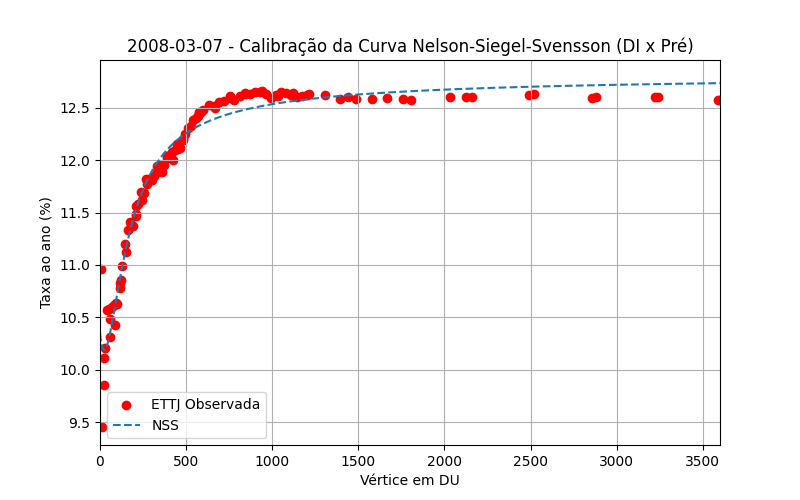 2008-03-07 - Calibração da Curva Nelson-Siegel-Svensson (DI x Pré)
Taxa ao ano (%)
12.5
12.0
11.5
11.0
10.5
10.0
9.5
ETTJ Observada
NSS
0 500 1000 1500 2000 2500 3000 3500
Vértice em DU